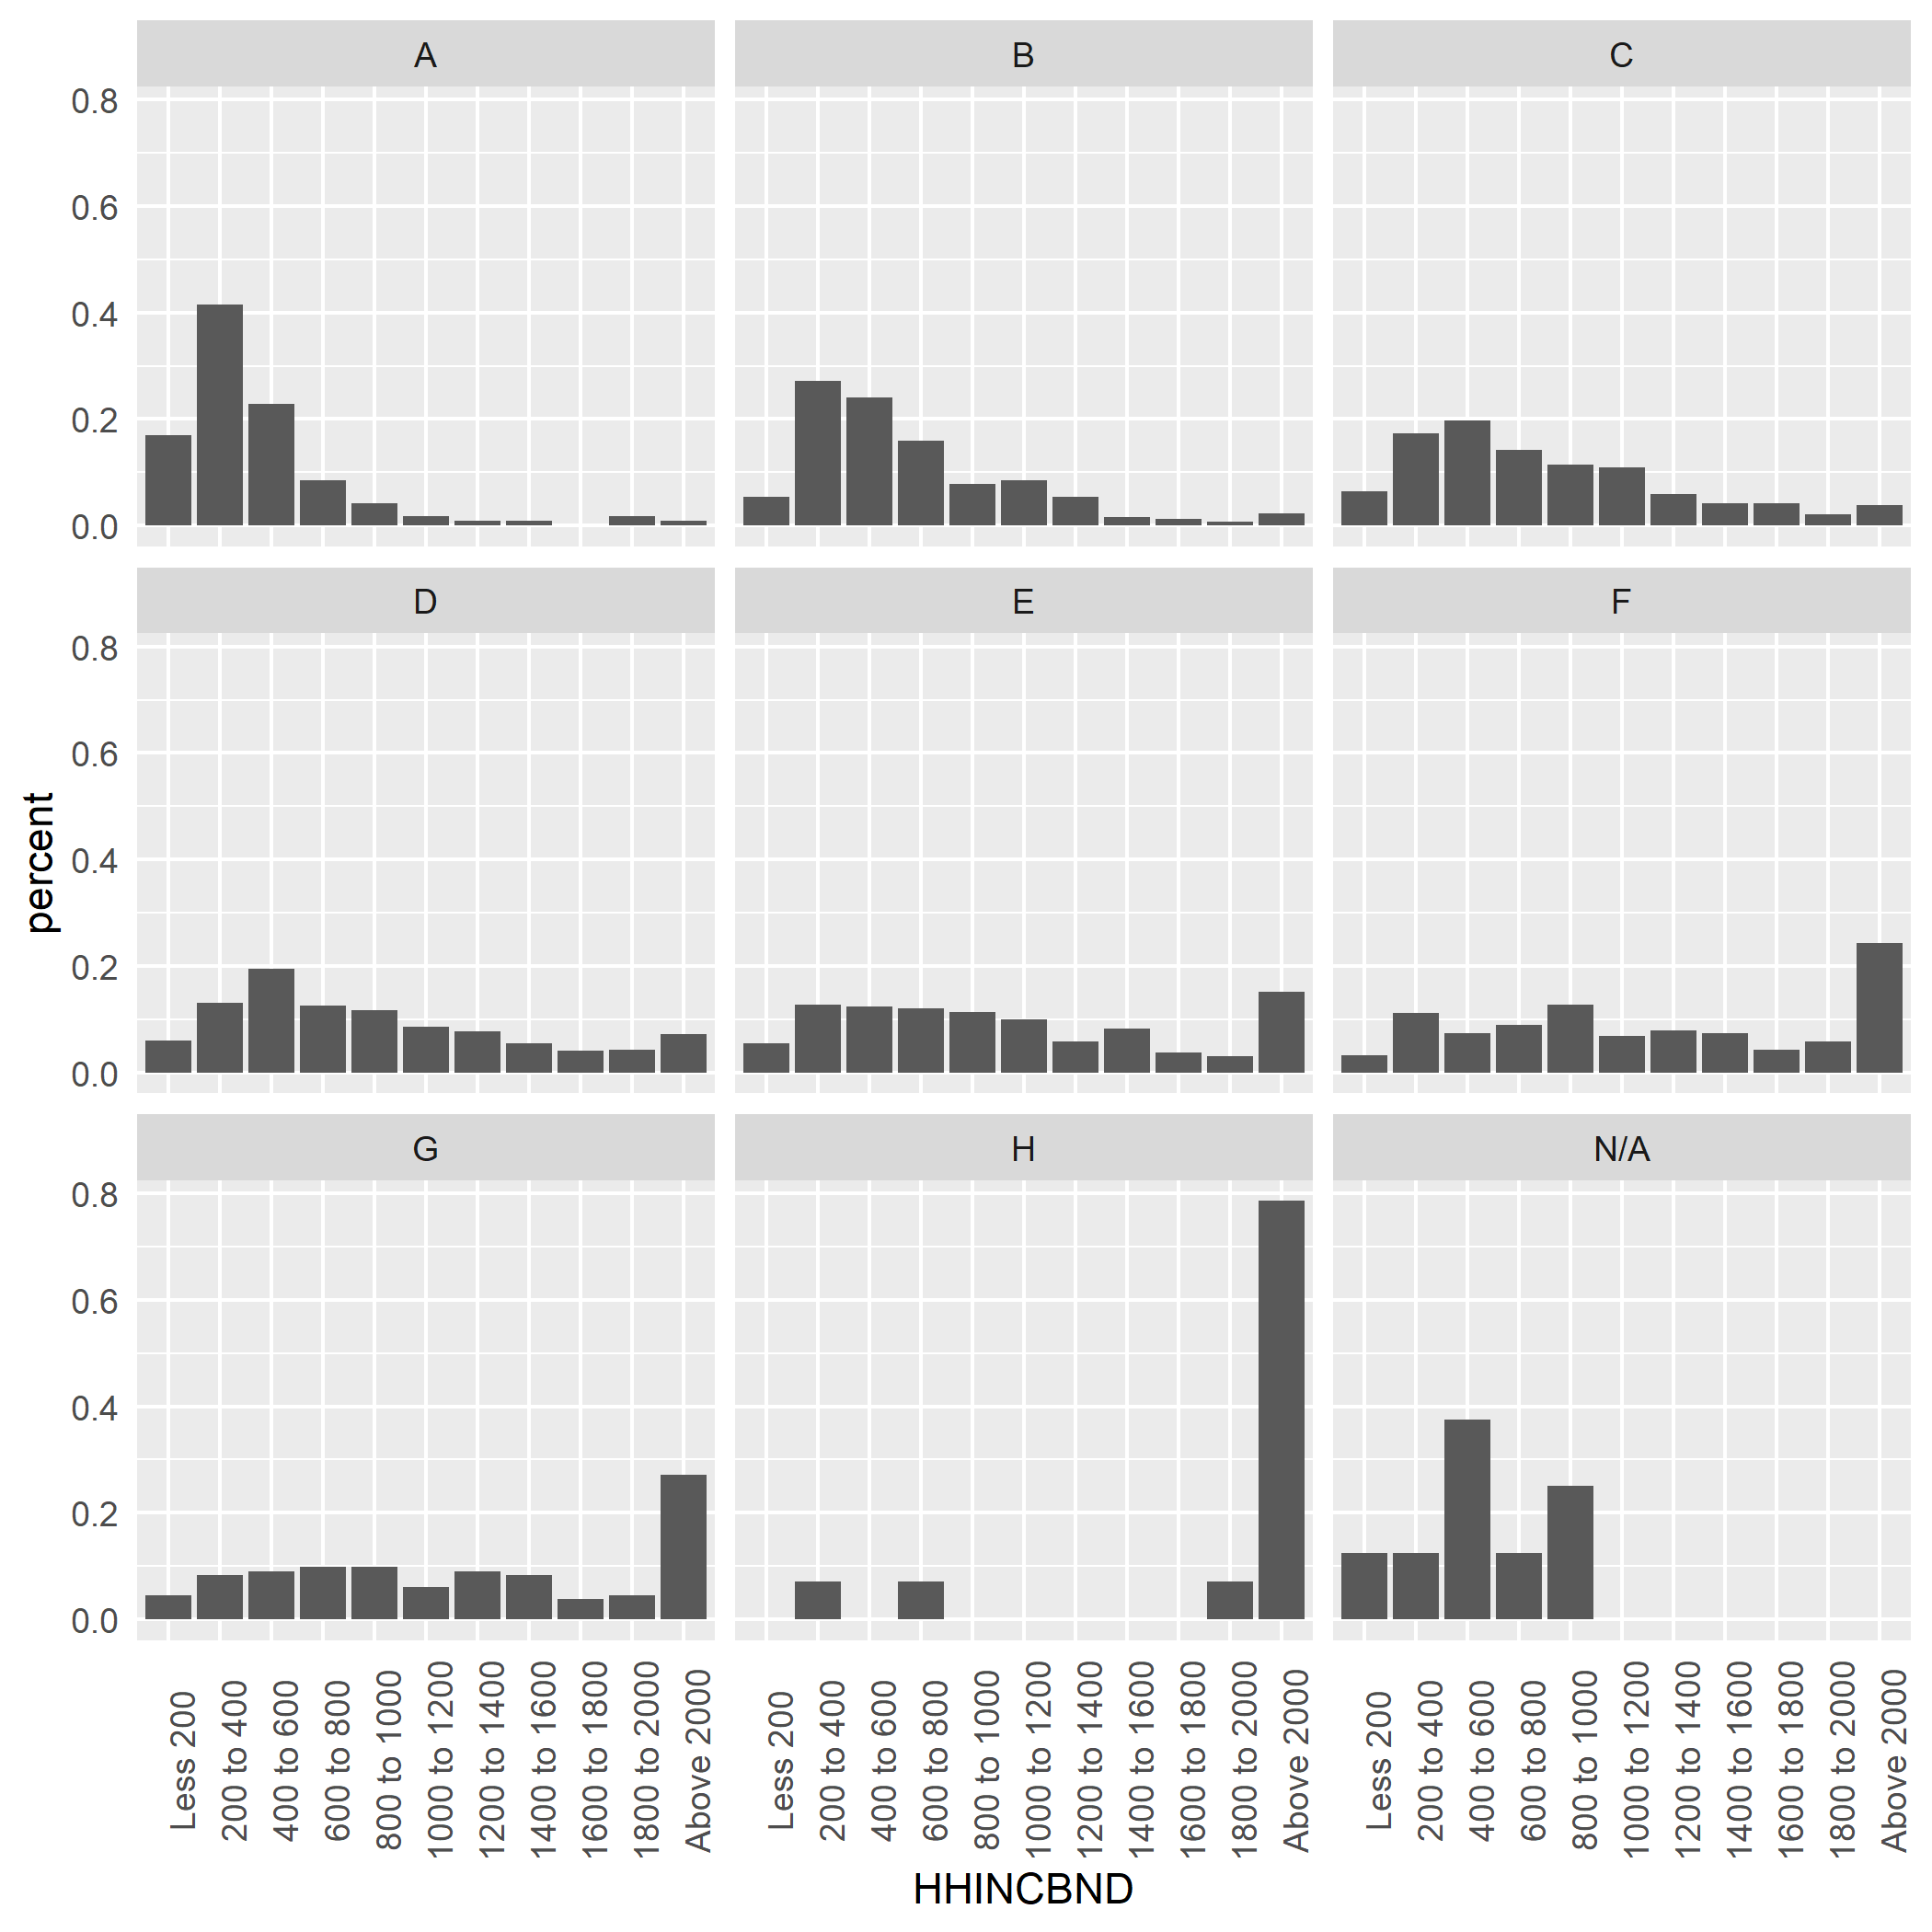 A
B
C
0.8
0.6
0.4
0.2
0.0
D
E
F
0.8
0.6
0.4
0.2
0.0
percent
G
H
N/A
0.8
0.6
0.4
0.2
0.0
Less 200
200 to 400
400 to 600
600 to 800
800 to 1000
1000 to 1200
1200 to 1400
1400 to 1600
1600 to 1800
1800 to 2000
Above 2000
Less 200
200 to 400
400 to 600
600 to 800
800 to 1000
1000 to 1200
1200 to 1400
1400 to 1600
1600 to 1800
1800 to 2000
Above 2000
Less 200
200 to 400
400 to 600
600 to 800
800 to 1000
1000 to 1200
1200 to 1400
1400 to 1600
1600 to 1800
1800 to 2000
Above 2000
HHINCBND